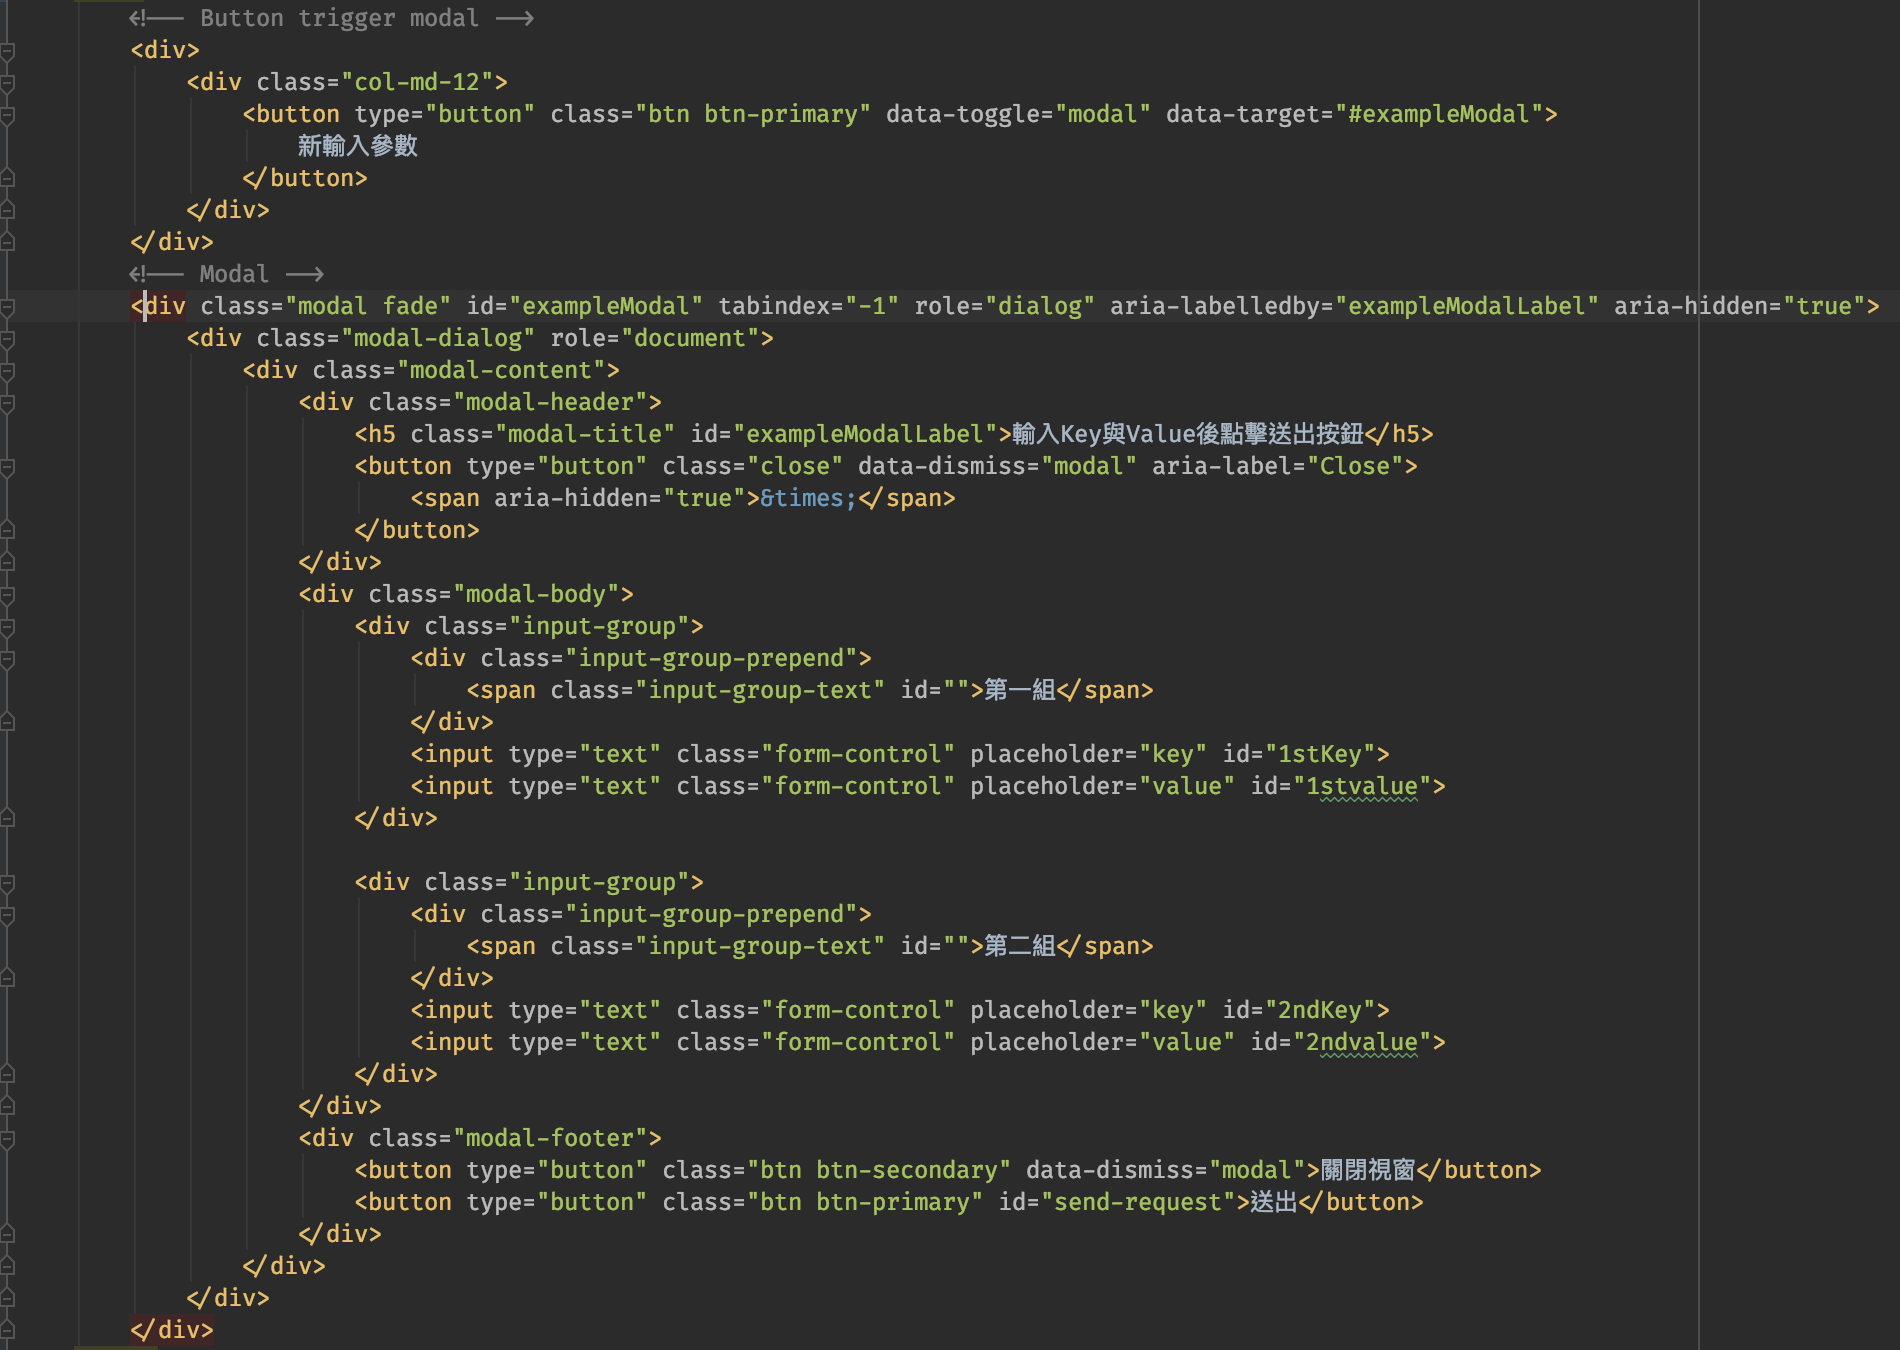 <!-- Button trigger modal -->
<div>
<div class="col-md-12">
<button type="button" class="btn btn-primary" data-toggle="modal" data-target="#exampleModal">
新輸入參數
</button>
</div>
</div>
<!-- Modal -->
<div class="modal fade" id="exampleModal" tabindex="-1" role="dialog" aria-labelledby="exampleModalLabel" aria-hidden="true">
<div class="modal-dialog" role="document">
<div class="modal-content">
<div class="modal-header">
<h5 class="modal-title" id="exampleModalLabel">輸入Key與Value後點擊送出按鈕</h5>
<button type="button" class="close" data-dismiss="modal" aria-label="Close">
<span aria-hidden="true">&times;</span>
</button>
</div>
<div class="modal-body">
<div class="input-group">
<div class="input-group-prepend">
<span class="input-group-text" id="">第一組</span>
</div>
<input type="text" class="form-control" placeholder="key" id="1stKey">
<input type="text" class="form-control" placeholder="value" id="1stvalue">
</div>
<div class="input-group">
<div class="input-group-prepend">
<span class="input-group-text" id="">第二組</span>
</div>
<input type="text" class="form-control" placeholder="key" id="2ndKey">
<input type="text" class="form-control" placeholder="value" id="2ndvalue">
</div>
</div>
<div class="modal-footer">
<button type="button" class="btn btn-secondary" data-dismiss="modal">關閉視窗</button>
<button type="button" class="btn btn-primary" id="send-request">送出</button>
</div>
</div>
</div>
</div>